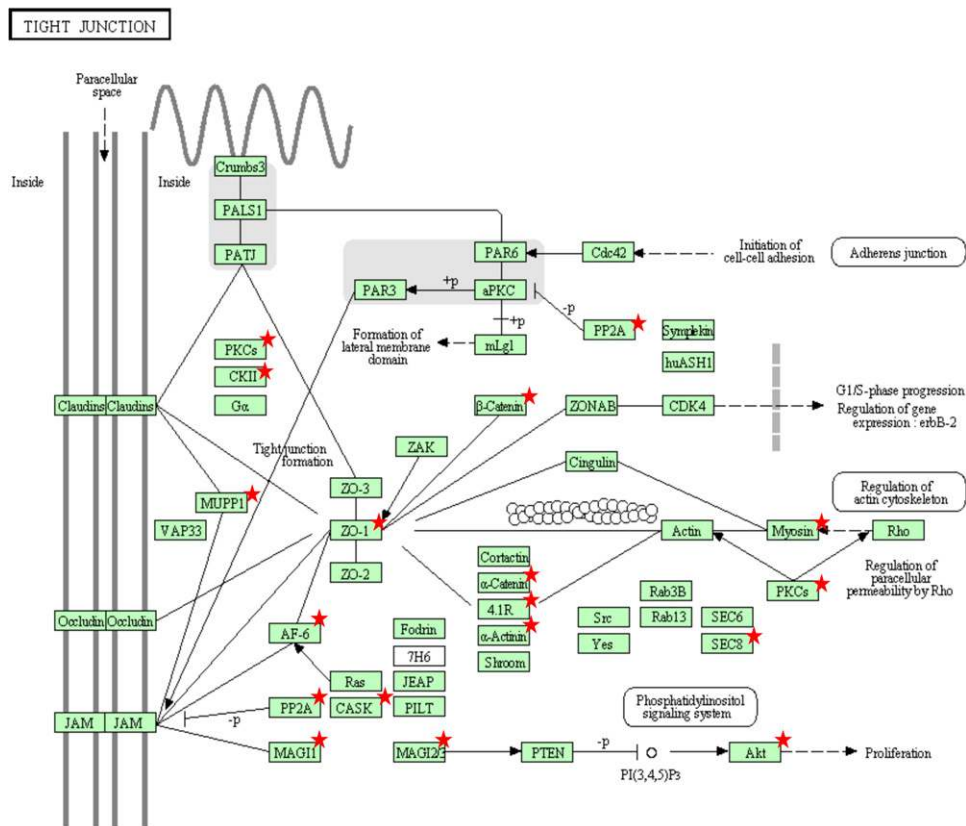 TIGHT JUNCTION
Paracellular
space
Inside
Inside
Crumbs3
PALS1
PATJ
PAR6
Cdc42
Initiation of
cell-cell adhesion
Adherens junction
PAR3
+p
aPKC
-p
+p
PP2A
Symplekin
Formation of
lateral membrane
domain
mLgl
huASH1
PKCs
CKII
Gα
Claudins
Claudins
β-Catenin
ZONAB
CDK4
G1/S-phase progression
Regulation of gene
expression : erbB-2
Tight junction
formation
ZAK
Cingulin
ZO-3
MUPP1
VAP33
ZO-1
Actin
Myosin
Rho
Regulation of
actin cytoskeleton
ZO-2
Cortactin
α-Catenin
4.1R
α-Actinin
Shroom
PKCs
Regulation of
paracellular
permeability by Rho
Rab3B
Src
Rab13
SEC6
Yes
SEC8
Occludin
Occludin
AF-6
Fodrin
7H6
Ras
JEAP
PP2A
CASK
PILT
-p
JAM
JAM
Phosphatidylinositol
signaling system
MAGI1
MAGI2/3
PTEN
-p
PI(3,4,5)P3
Akt
Proliferation